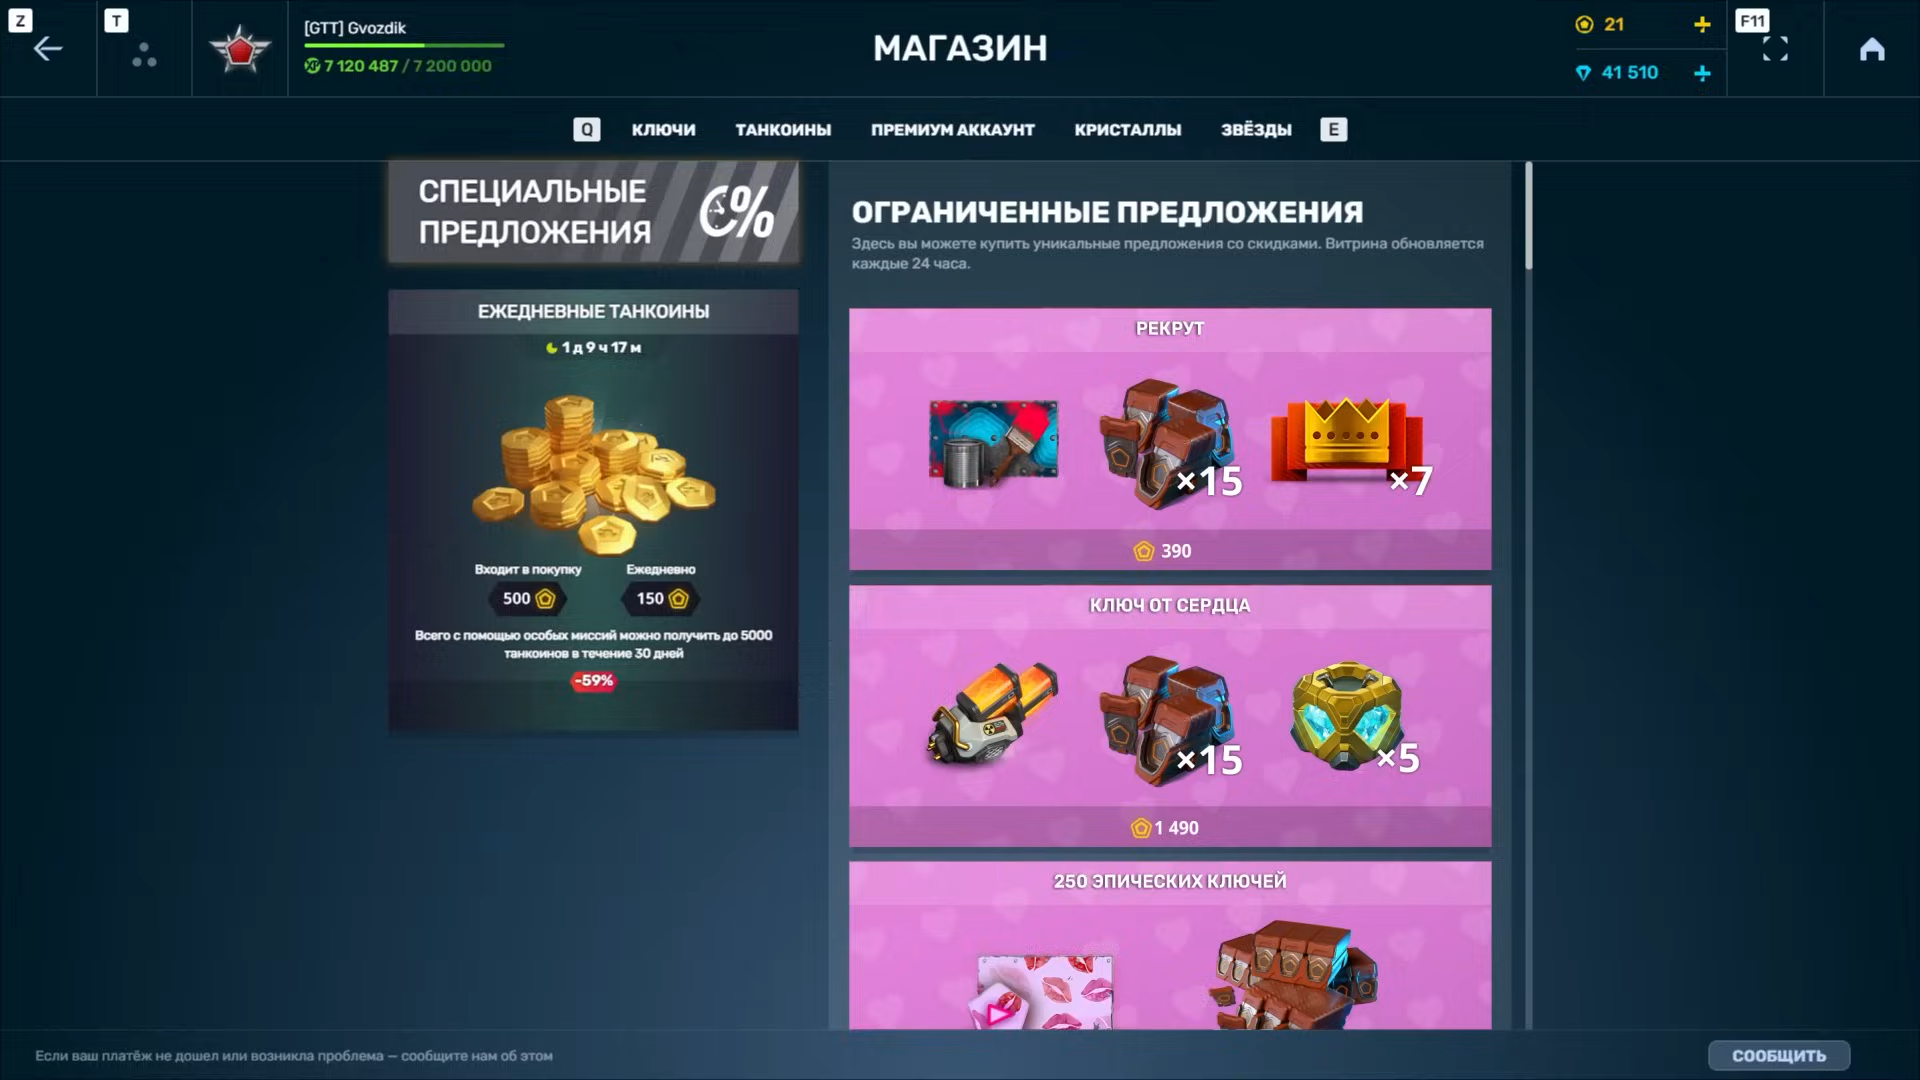 Z
T
[GTT] Gvozdik
XP 7 120 487 / 7 200 000
МАГАЗИН
21
41 510
F11
Q
КЛЮЧИ
ТАНКОИНЫ
ПРЕМИУМ АККАУНТ
КРИСТАЛЛЫ
ЗВЁЗДЫ
E
СПЕЦИАЛЬНЫЕ
ПРЕДЛОЖЕНИЯ
%
ЕЖЕДНЕВНЫЕ ТАНКОИНЫ
1 д 9 ч 17 м
Входит в покупку
Ежедневно
500
150
Всего с помощью особых миссий можно получить до 5000
танкоинов в течение 30 дней
-59%
ОГРАНИЧЕННЫЕ ПРЕДЛОЖЕНИЯ
Здесь вы можете купить уникальные предложения со скидками. Витрина обновляется
каждые 24 часа.
РЕКРУТ
×15
×7
390
КЛЮЧ ОТ СЕРДЦА
×15
×5
1 490
250 ЭПИЧЕСКИХ КЛЮЧЕЙ
Если ваш платёж не дошел или возникла проблема — сообщите нам об этом
СООБЩИТЬ